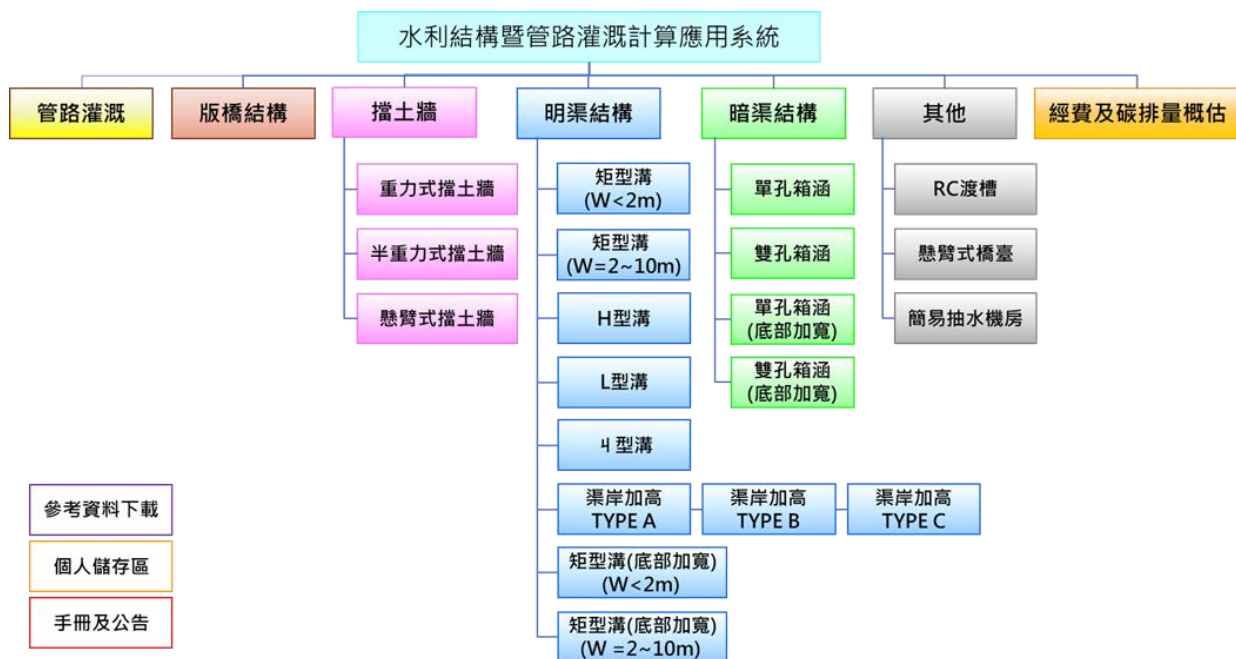 水利結構暨管路灌溉計算應用系統
管路灌溉
版橋結構
擋土牆
明渠結構
暗渠結構
其他
經費及碳排量概估
重力式擋土牆
半重力式擋土牆
懸臂式擋土牆
矩型溝
(W<2m)
矩型溝
(W=2~10m)
H型溝
L型溝
ㄐ型溝
渠岸加高
TYPE A
渠岸加高
TYPE B
渠岸加高
TYPE C
矩型溝(底部加寬)
(W<2m)
矩型溝(底部加寬)
(W =2~10m)
單孔箱涵
雙孔箱涵
單孔箱涵
(底部加寬)
雙孔箱涵
(底部加寬)
RC渡槽
懸臂式橋臺
簡易抽水機房
參考資料下載
個人儲存區
手冊及公告